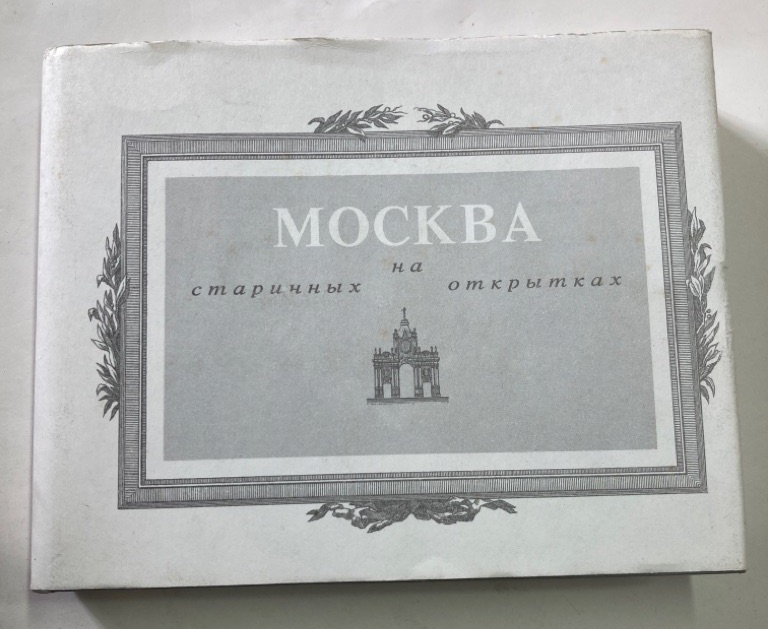 МОСКВА
на
старинных открытках